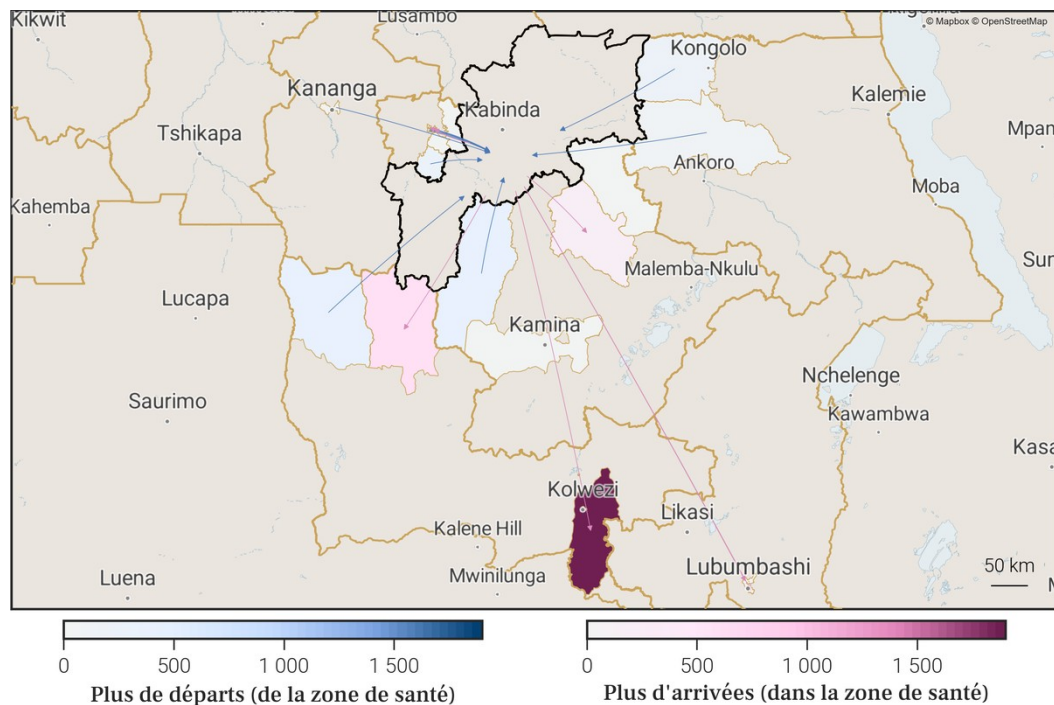 © Mapbox © OpenStreetMap
Kikwit
Lusambo
Kongolo
Kananga
Kabinda
Kalemie
Tshikapa
Mpan
Ankoro
Moba
Kahemba
Malemba-Nkulu
Sun
Lucapa
Kamina
Nchelenge
Saurimo
Kawambwa
Kasa
Kolwezi
Likasi
Kalene Hill
Lubumbashi
50 km
Luena
Mwinilunga
M
0 500 1 000 1 500
Plus de départs (de la zone de santé)
0 500 1 000 1 500
Plus d'arrivées (dans la zone de santé)